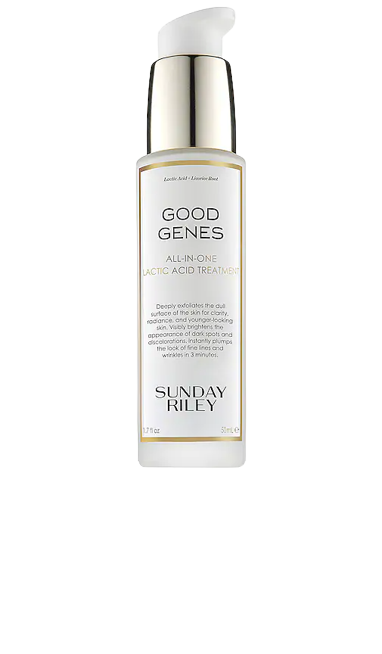 Lactic Acid • Licorice Root
GOOD
GENES
ALL-IN-ONE
LACTIC ACID TREATMENT
Deeply exfoliates the dull
surface of the skin for clarity,
radiance, and younger-looking
skin. Visibly brightens the
appearance of dark spots and
discolorations. Instantly plumps
the look of fine lines and
wrinkles in 3 minutes.
SUNDAY
RILEY
1.7 fl oz 50mL ℮